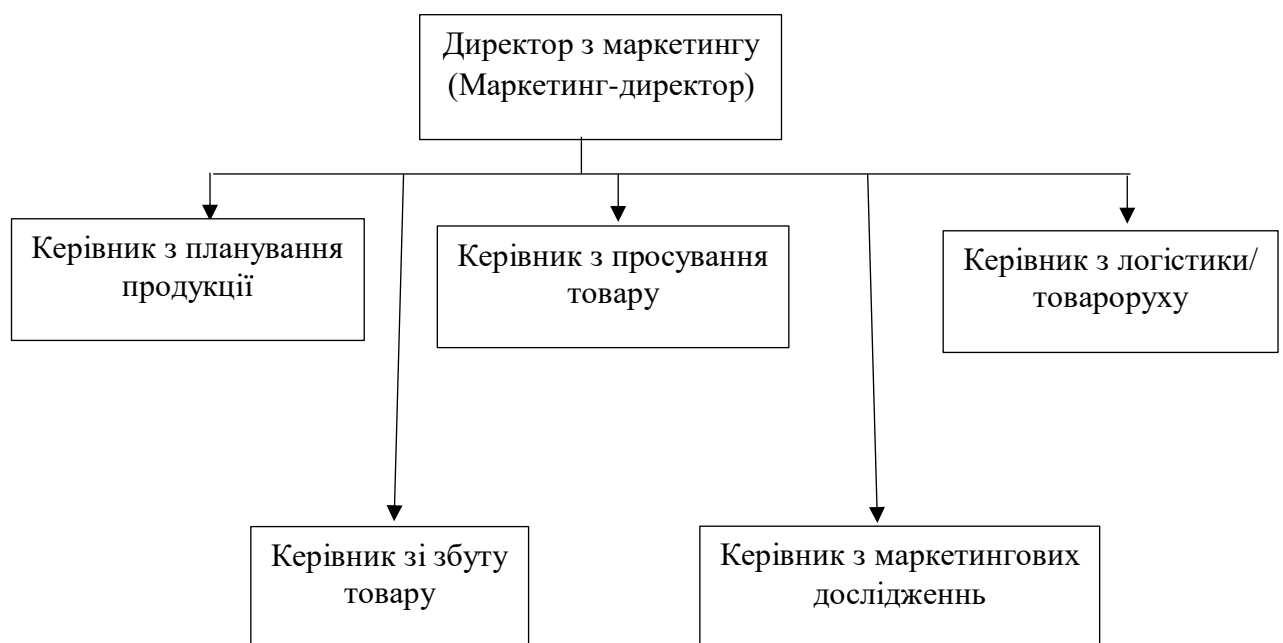 Директор з маркетингу
(Маркетинг-директор)
Керівник з планування
продукції
Керівник з просування
товару
Керівник з логістики/
товароруху
Керівник зі збуту
товару
Керівник з маркетингових
дослідженнь